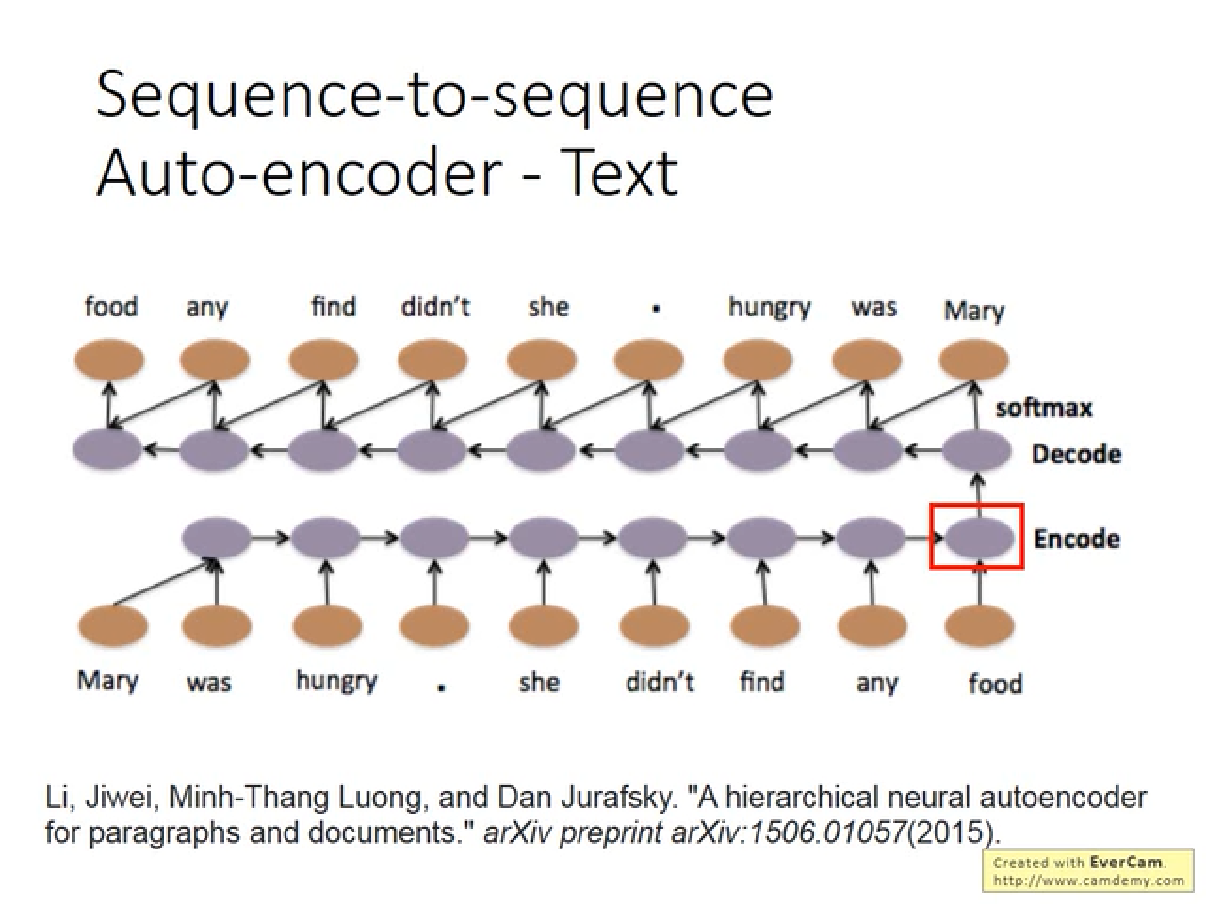 Sequence-to-sequence
Auto-encoder - Text
food any find didn't she . hungry was Mary
softmax
Decode
Encode
Mary was hungry . she didn't find any food
Li, Jiwei, Minh-Thang Luong, and Dan Jurafsky. "A hierarchical neural autoencoder
for paragraphs and documents." arXiv preprint arXiv:1506.01057(2015).
Created with EverCam.
http://www.camdemy.com